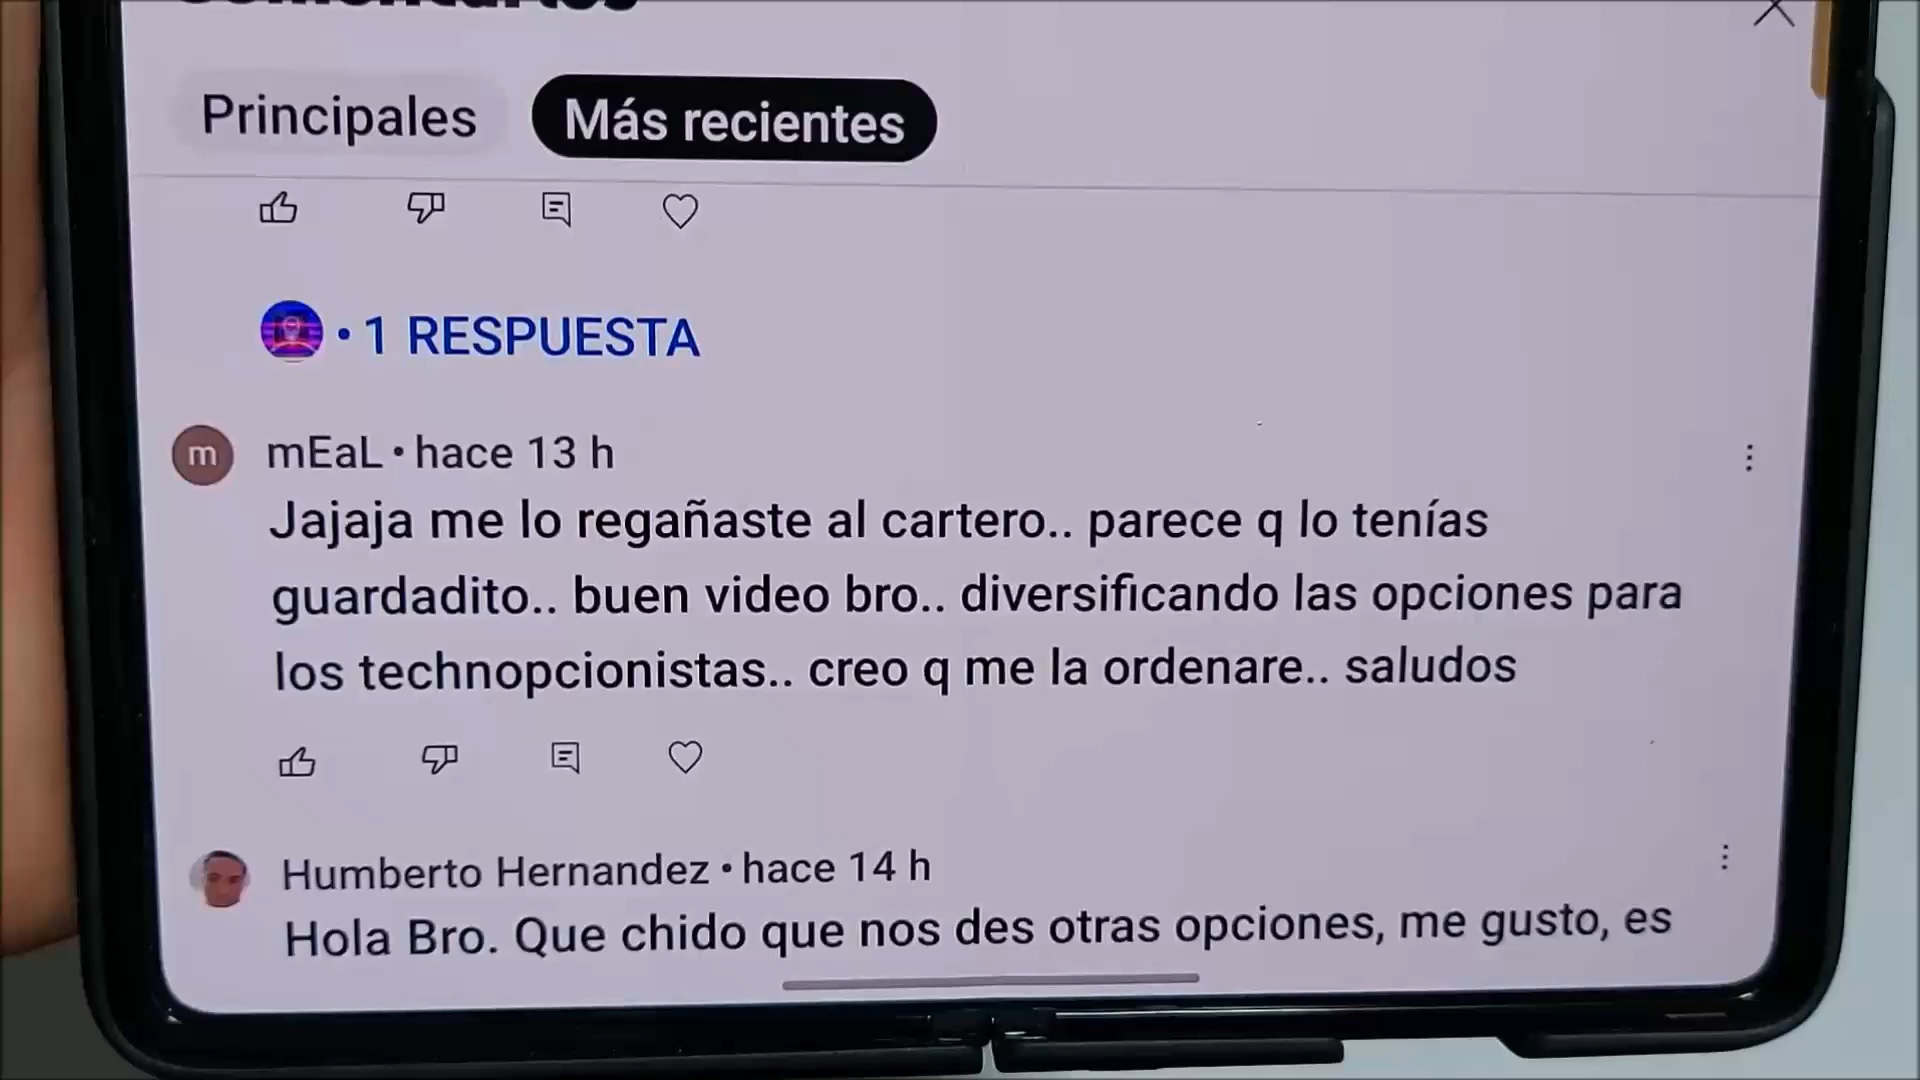 Comentarios
Principales
Más recientes
• 1 RESPUESTA
m
mEaL • hace 13 h
Jajaja me lo regañaste al cartero.. parece q lo tenías
guardadito.. buen video bro.. diversificando las opciones para
los technopcionistas.. creo q me la ordenare.. saludos
Humberto Hernandez • hace 14 h
Hola Bro. Que chido que nos des otras opciones, me gusto, es